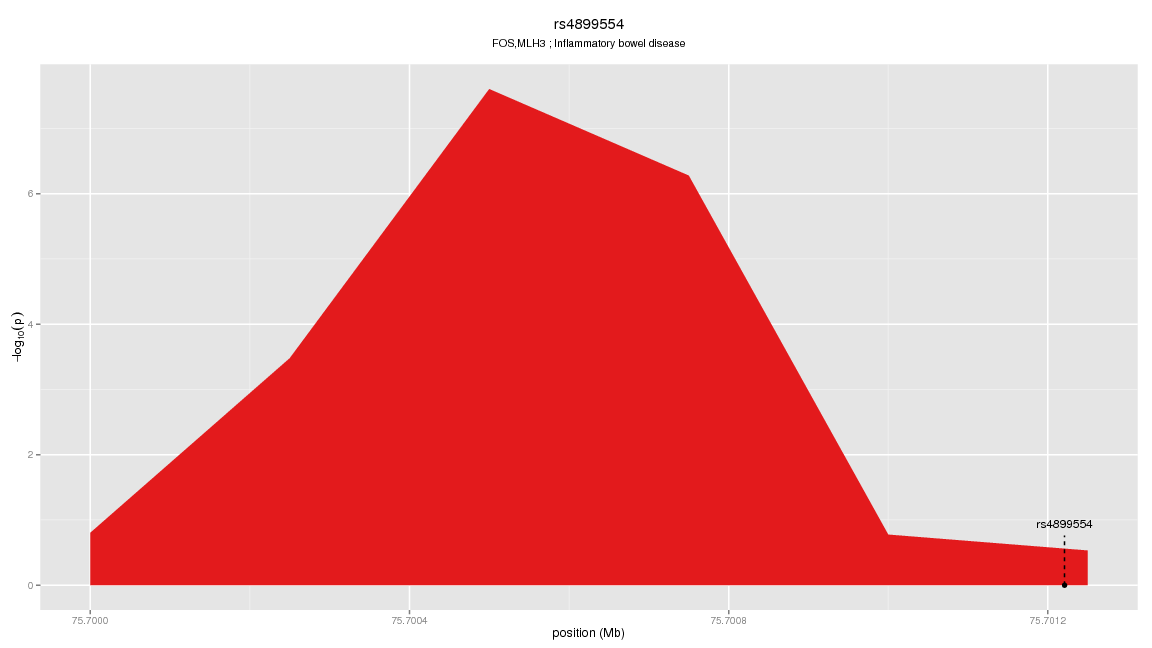 rs4899554
FOS,MLH3 ; Inflammatory bowel disease
−log10(p)
6
4
2
0
rs4899554
75.7000 75.7004 75.7008 75.7012
position (Mb)